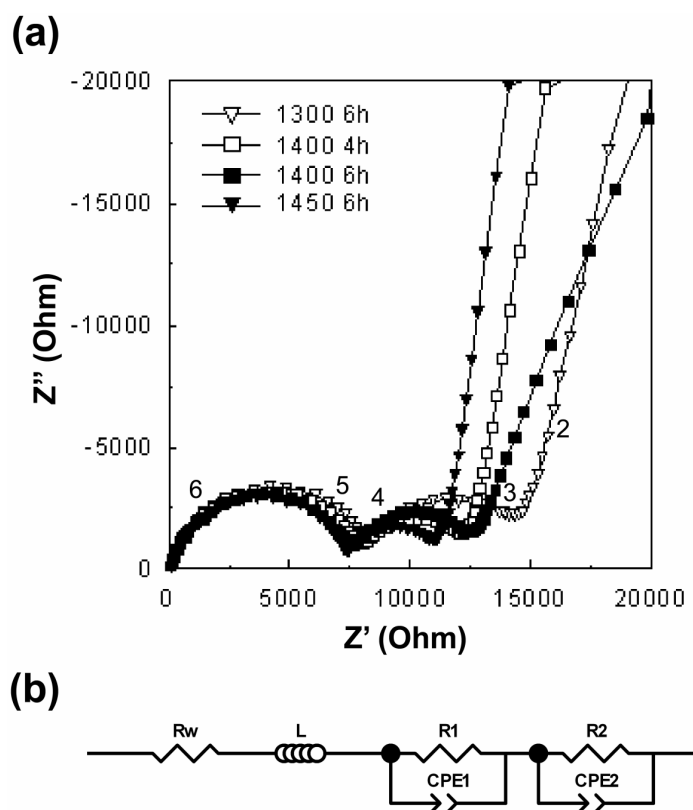 (a)
-20000
1300 6h
1400 4h
1400 6h
1450 6h
-15000
-10000
Z’’ (Ohm)
-5000
6
5
4
3
2
0
0
5000
10000
15000
20000
Z’ (Ohm)
(b)
Rw
L
R1
R2
CPE1
CPE2